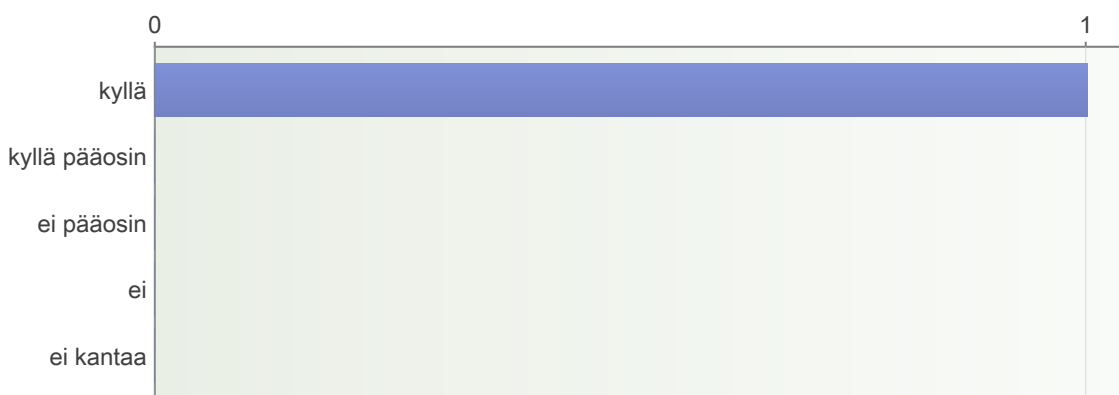 0 1
kyllä
kyllä pääosin
ei pääosin
ei
ei kantaa